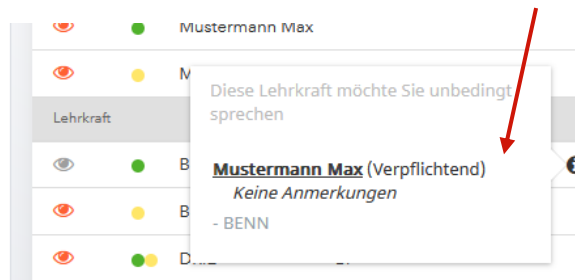 Mustermann Max
M
Diese Lehrkraft möchte Sie unbedingt
sprechen
Lehrkraft
B
Mustermann Max (Verpflichtend)
Keine Anmerkungen
B
- BENN